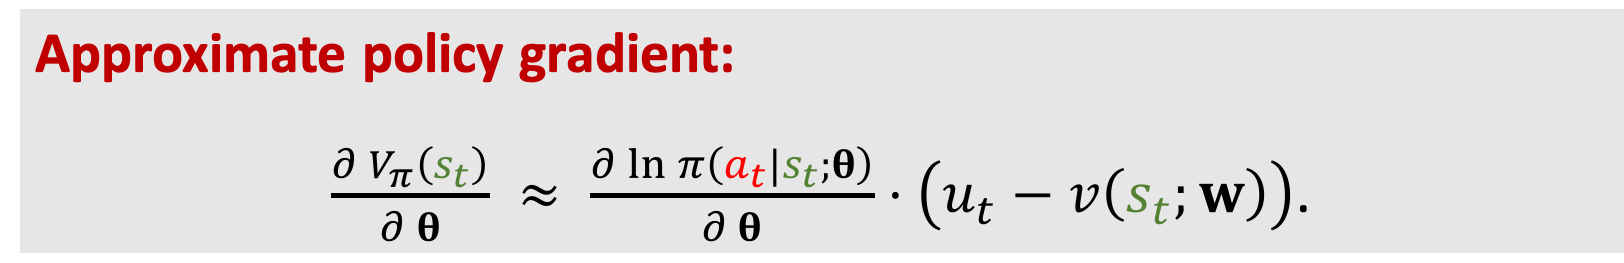 Approximate policy gradient:
∂ V_π(s_t) / ∂ θ ≈ ∂ ln π(a_t|s_t;θ) / ∂ θ · (u_t − v(s_t; w)).